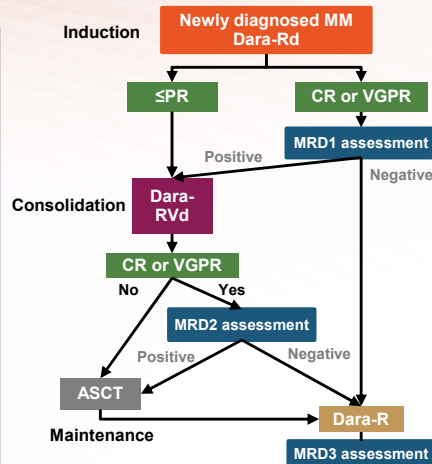 Induction
Newly diagnosed MM
Dara-Rd
≤PR
CR or VGPR
MRD1 assessment
Positive
Negative
Consolidation
Dara-
RVd
CR or VGPR
No
Yes
MRD2 assessment
Positive
Negative
ASCT
Dara-R
Maintenance
MRD3 assessment